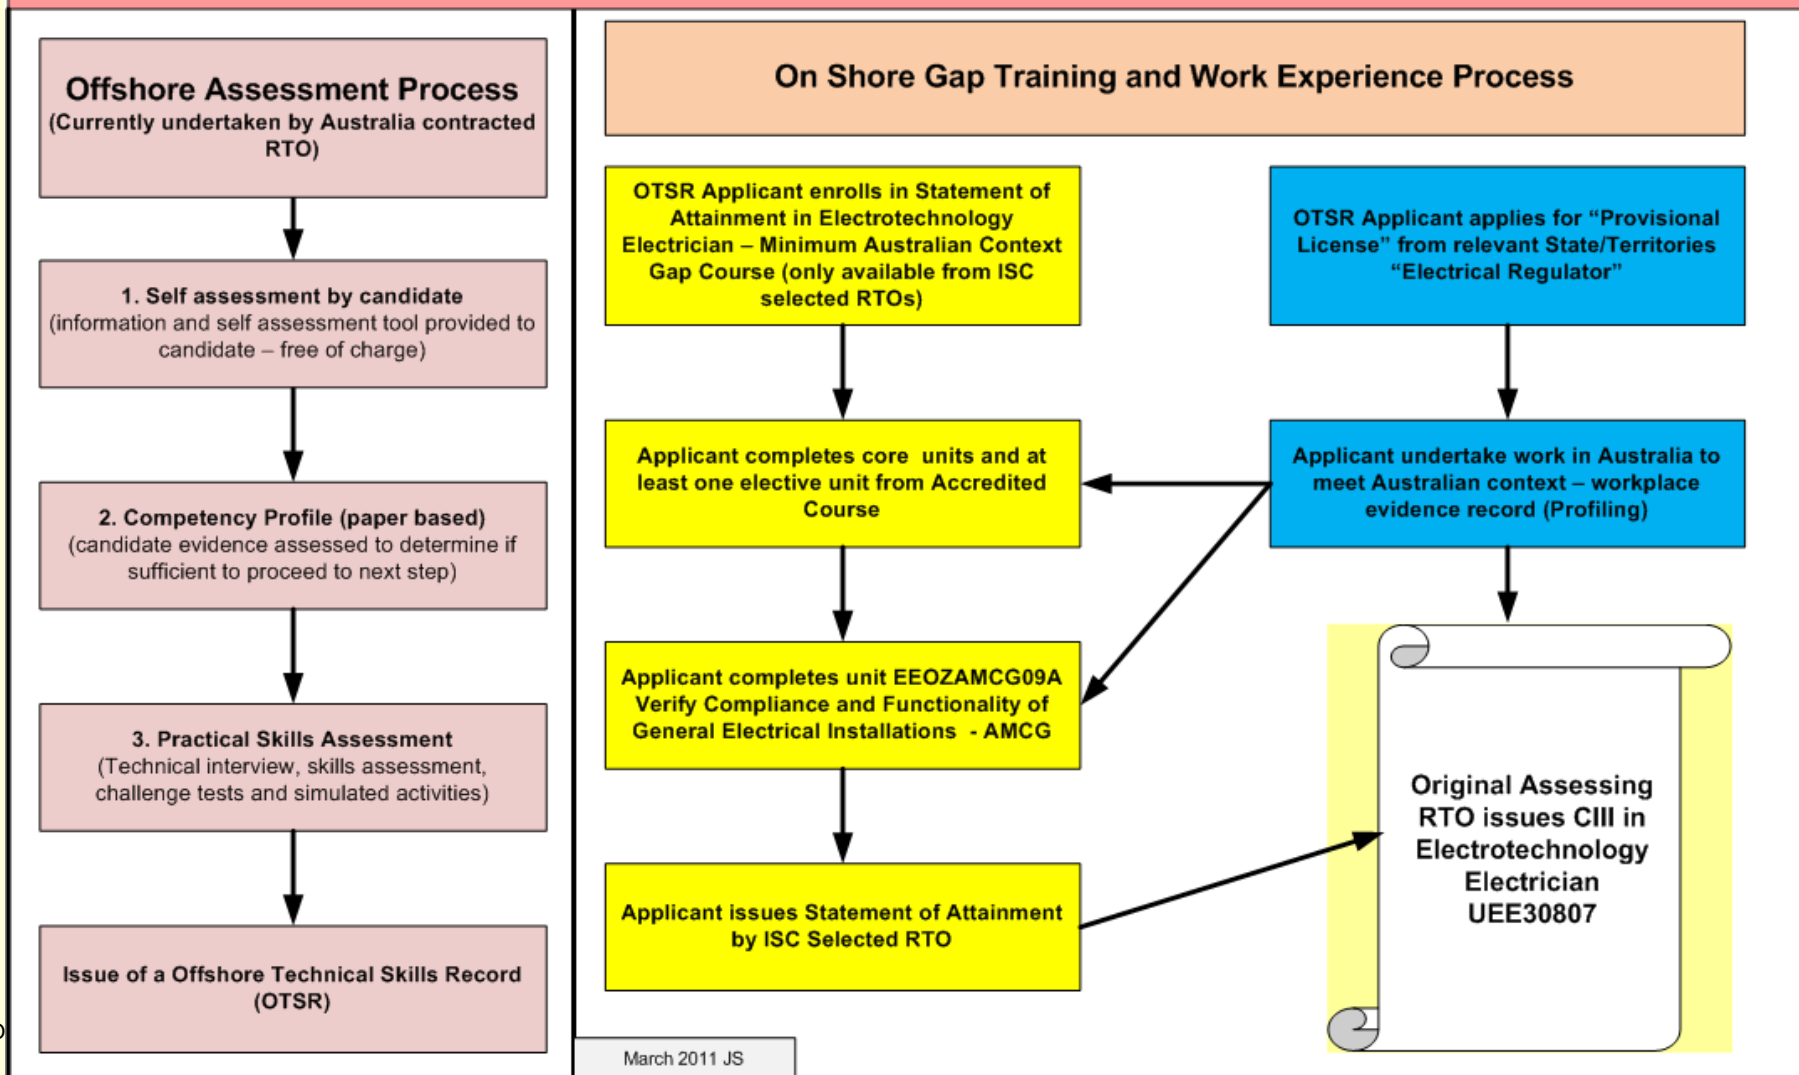 Offshore Assessment Process
(Currently undertaken by Australia contracted
RTO)
1. Self assessment by candidate
(information and self assessment tool provided to
candidate – free of charge)
2. Competency Profile (paper based)
(candidate evidence assessed to determine if
sufficient to proceed to next step)
3. Practical Skills Assessment
(Technical interview, skills assessment,
challenge tests and simulated activities)
Issue of a Offshore Technical Skills Record
(OTSR)
On Shore Gap Training and Work Experience Process
OTSR Applicant enrolls in Statement of
Attainment in Electrotechnology
Electrician – Minimum Australian Context
Gap Course (only available from ISC
selected RTOs)
Applicant completes core units and at
least one elective unit from Accredited
Course
Applicant completes unit EEOZAMCG09A
Verify Compliance and Functionality of
General Electrical Installations - AMCG
Applicant issues Statement of Attainment
by ISC Selected RTO
OTSR Applicant applies for “Provisional
License” from relevant State/Territories
“Electrical Regulator”
Applicant undertake work in Australia to
meet Australian context – workplace
evidence record (Profiling)
Original Assessing
RTO issues CIII in
Electrotechnology
Electrician
UEE30807
March 2011 JS